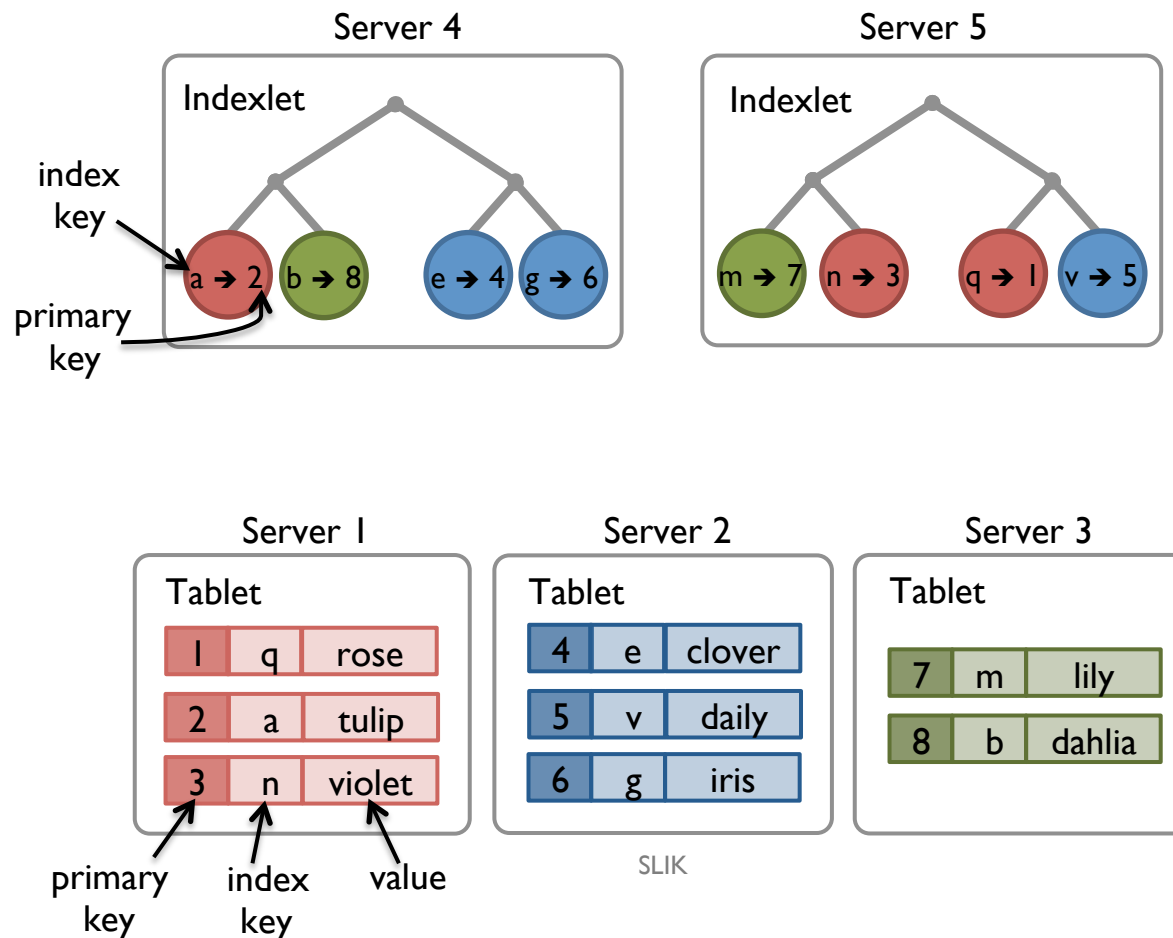 Server 4
Server 5
Indexlet
Indexlet
index
key
a → 2
b → 8
e → 4
g → 6
m → 7
n → 3
q → 1
v → 5
primary
key
Server 1
Server 2
Server 3
Tablet
Tablet
Tablet
1 q rose
2 a tulip
3 n violet
4 e clover
5 v daily
6 g iris
7 m lily
8 b dahlia
primary
key
index
key
value
SLIK